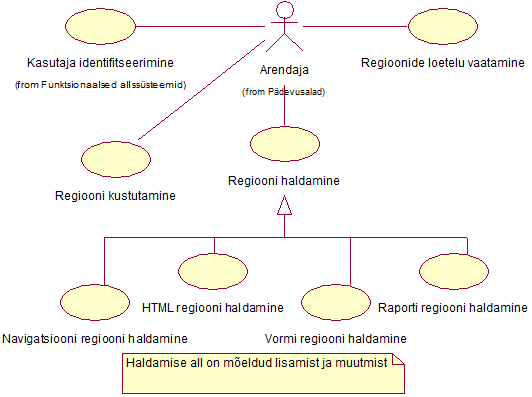 Kasutaja identifitseerimine
(from Funktsionaalsed allssüsteemid)
Arendaja
(from Pädevusalad)
Regioonide loetelu vaatamine
Regiooni kustutamine
Regiooni haldamine
HTML regiooni haldamine
Raporti regiooni haldamine
Navigatsiooni regiooni haldamine
Vormi regiooni haldamine
Haldamise all on mõeldud lisamist ja muutmist